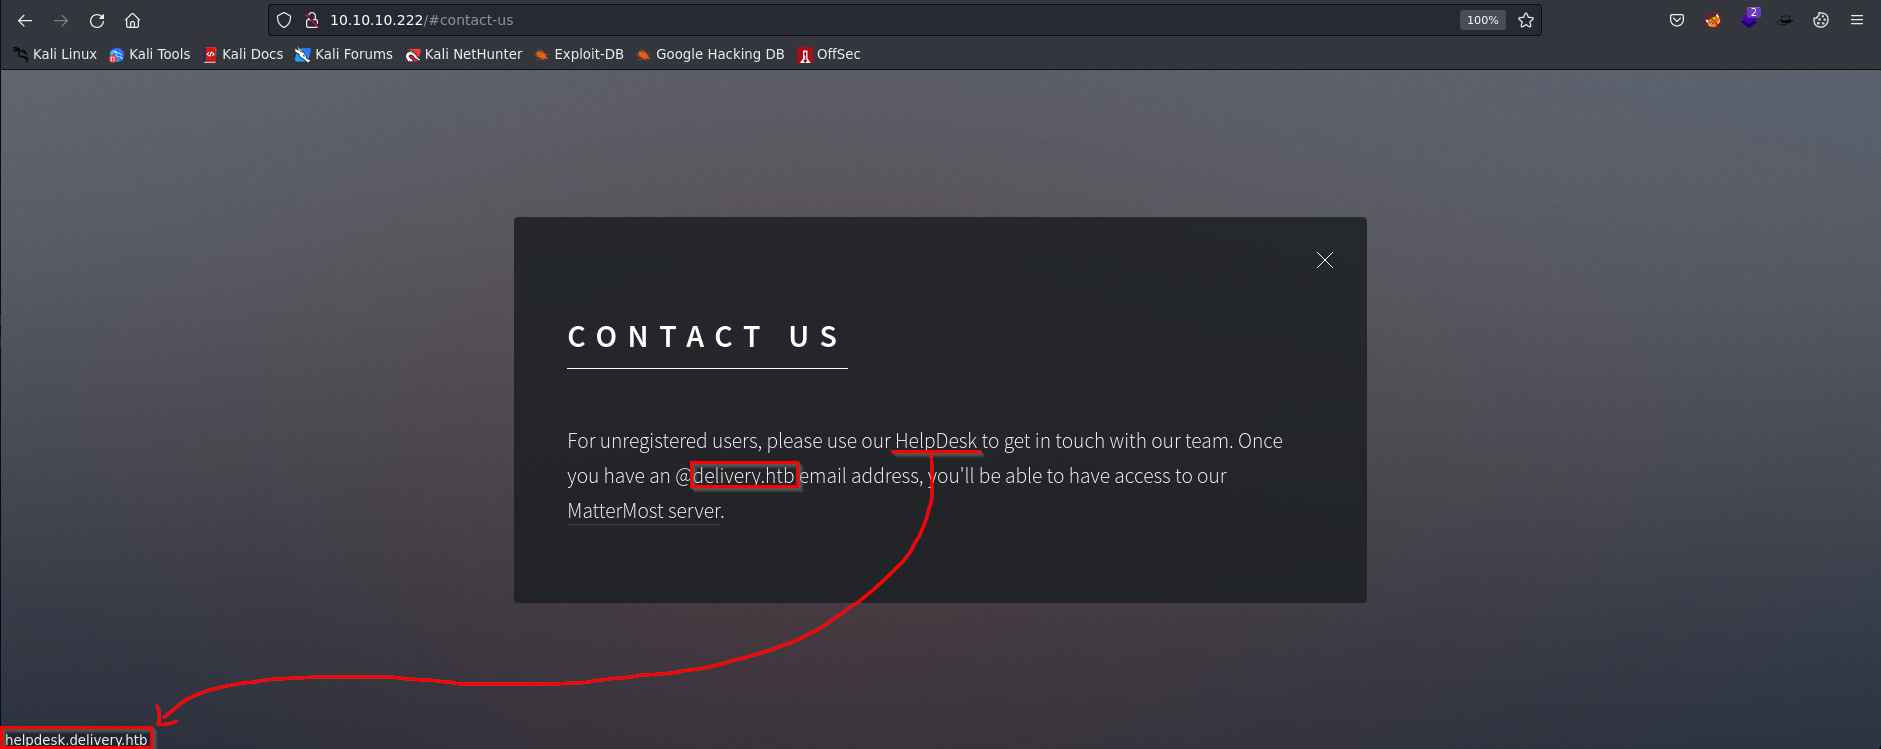 10.10.10.222/#contact-us
100%
2
Kali Linux Kali Tools Kali Docs Kali Forums Kali NetHunter Exploit-DB Google Hacking DB OffSec
CONTACT US
For unregistered users, please use our HelpDesk to get in touch with our team. Once
you have an @delivery.htb email address, you'll be able to have access to our
MatterMost server.
helpdesk.delivery.htb